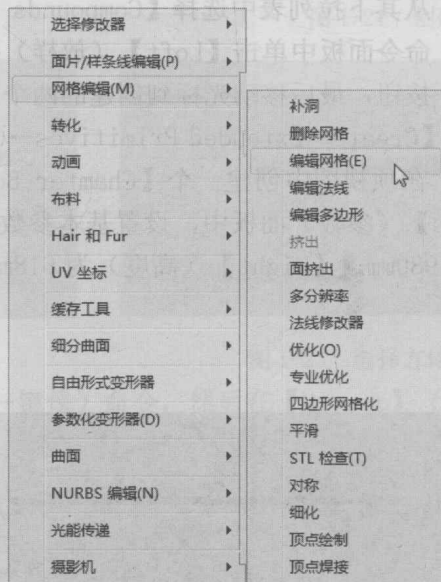 选择修改器
面片/样条线编辑(P)
网格编辑(M)
转化
动画
布料
Hair 和 Fur
UV 坐标
缓存工具
细分曲面
自由形式变形器
参数化变形器(D)
曲面
NURBS 编辑(N)
光能传递
摄影机
补洞
删除网格
编辑网格(E)
编辑法线
编辑多边形
挤出
面挤出
多分辨率
法线修改器
优化(O)
专业优化
四边形网格化
平滑
STL 检查(T)
对称
细化
顶点绘制
顶点焊接